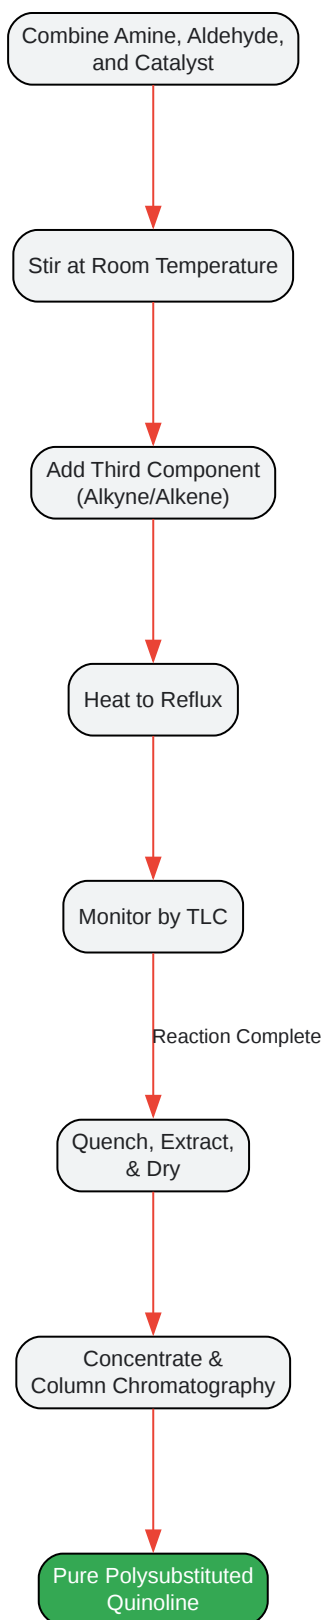 Combine Amine, Aldehyde,
and Catalyst
Stir at Room Temperature
Add Third Component
(Alkyne/Alkene)
Heat to Reflux
Monitor by TLC
Reaction Complete
Quench, Extract,
& Dry
Concentrate &
Column Chromatography
Pure Polysubstituted
Quinoline